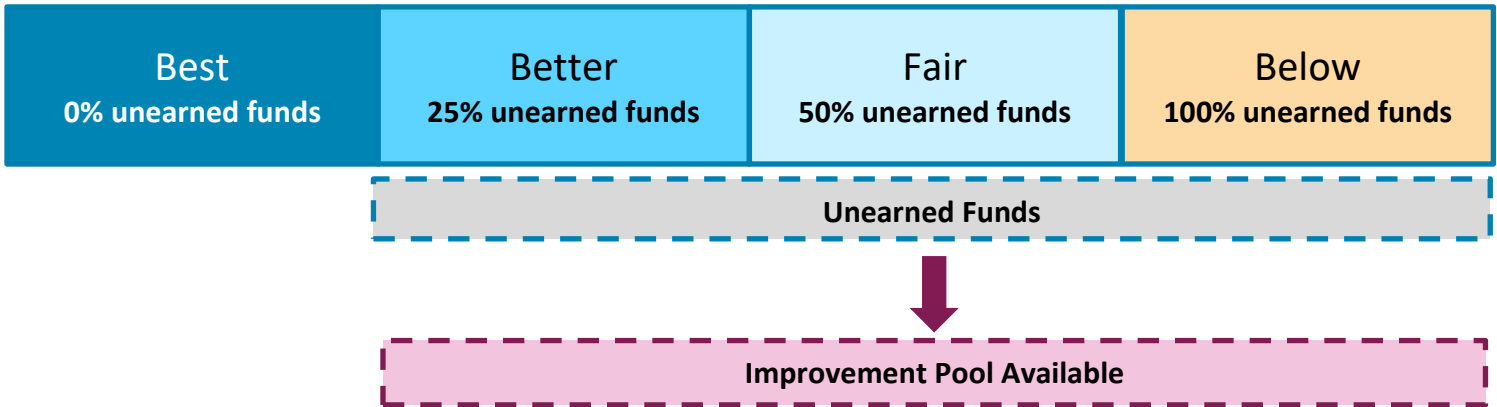 Best
0% unearned funds
Better
25% unearned funds
Fair
50% unearned funds
Below
100% unearned funds
Unearned Funds
Improvement Pool Available